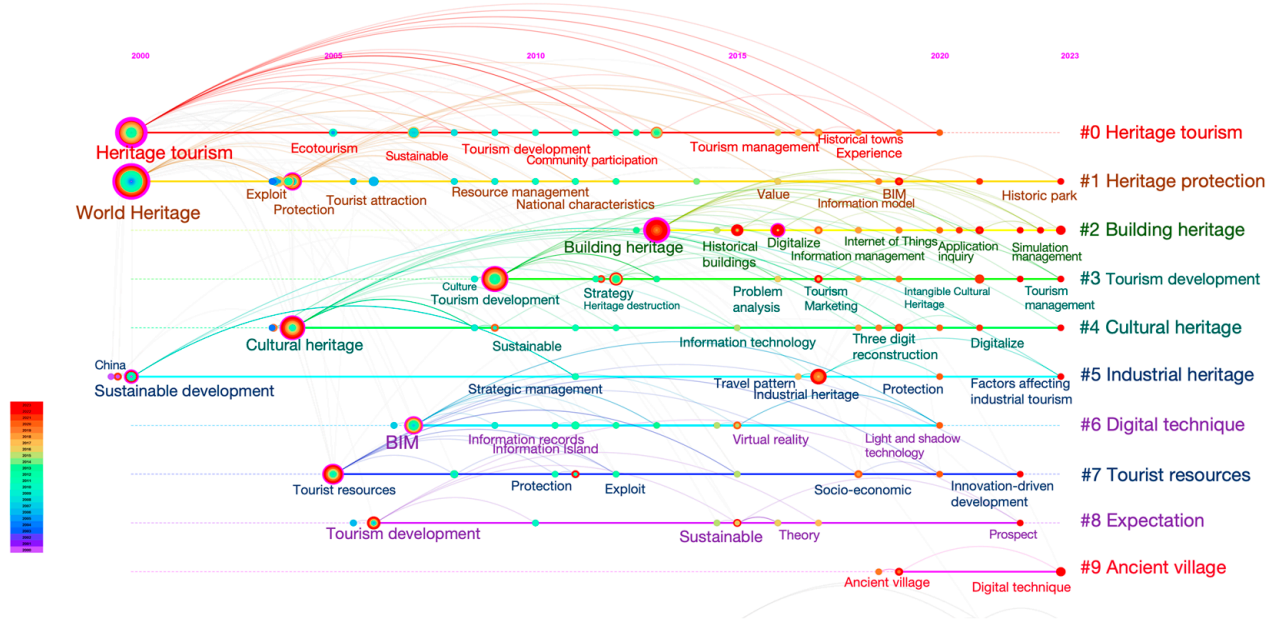 2000 2005 2010 2015 2020 2023
#0 Heritage tourism
Heritage tourism
Ecotourism
Sustainable
Tourism development
Community participation
Tourism management
Historical towns
Experience
#1 Heritage protection
World Heritage
Exploit
Protection
Tourist attraction
Resource management
National characteristics
Value
BIM
Information model
Historic park
#2 Building heritage
Building heritage
Historical
buildings
Digitalize
Information management
Internet of Things
Application
inquiry
Simulation
management
#3 Tourism development
Culture
Tourism development
Strategy
Heritage destruction
Problem
analysis
Tourism
Marketing
Intangible Cultural
Heritage
Tourism
management
#4 Cultural heritage
Cultural heritage
Sustainable
Information technology
Three digit
reconstruction
Digitalize
#5 Industrial heritage
China
Sustainable development
Strategic management
Travel pattern
Industrial heritage
Protection
Factors affecting
industrial tourism
#6 Digital technique
BIM
Information records
Information Island
Virtual reality
Light and shadow
technology
#7 Tourist resources
Tourist resources
Protection
Exploit
Socio-economic
Innovation-driven
development
#8 Expectation
Tourism development
Sustainable
Theory
Prospect
#9 Ancient village
Ancient village
Digital technique